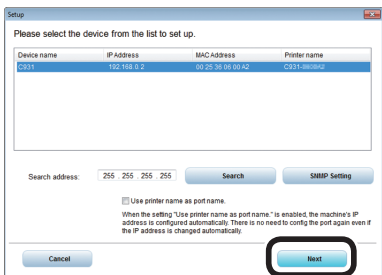 Setup
Please select the device from the list to set up.
Device name IP Address MAC Address Printer name
C931 192.168.0.2 00 25 36 06 00 A2
Search address: 255 . 255 . 255 . 255 Search SNMP Setting
Use printer name as port name.
When the setting "Use printer name as port name." is enabled, the machine's IP
address is configured automatically. There is no need to config the port again even if
the IP address is changed automatically.
Cancel Next